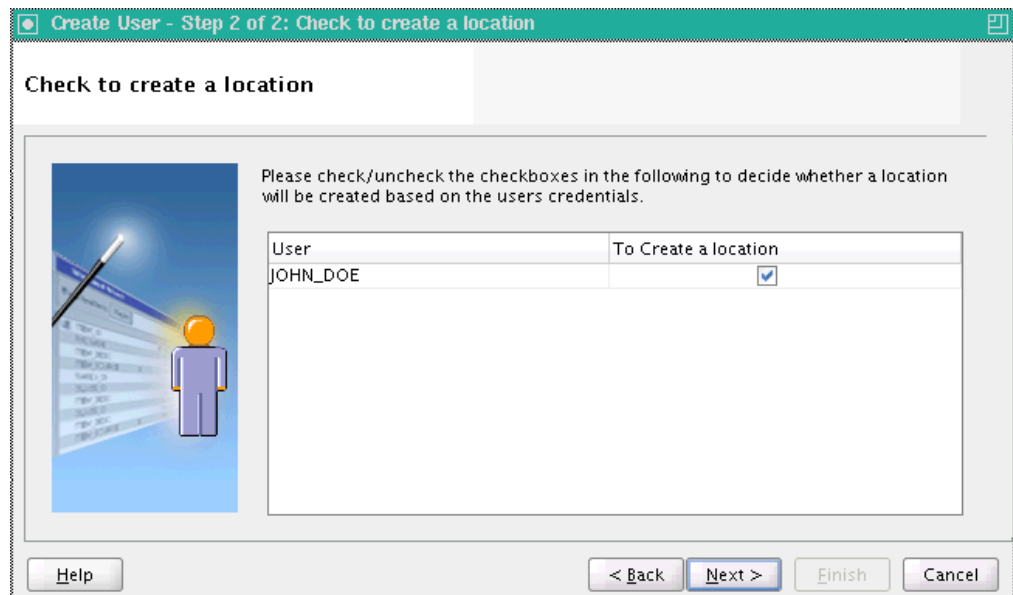 Create User - Step 2 of 2: Check to create a location
Check to create a location
Please check/uncheck the checkboxes in the following to decide whether a location
will be created based on the users credentials.
User To Create a location
JOHN_DOE
Help < Back Next > Finish Cancel